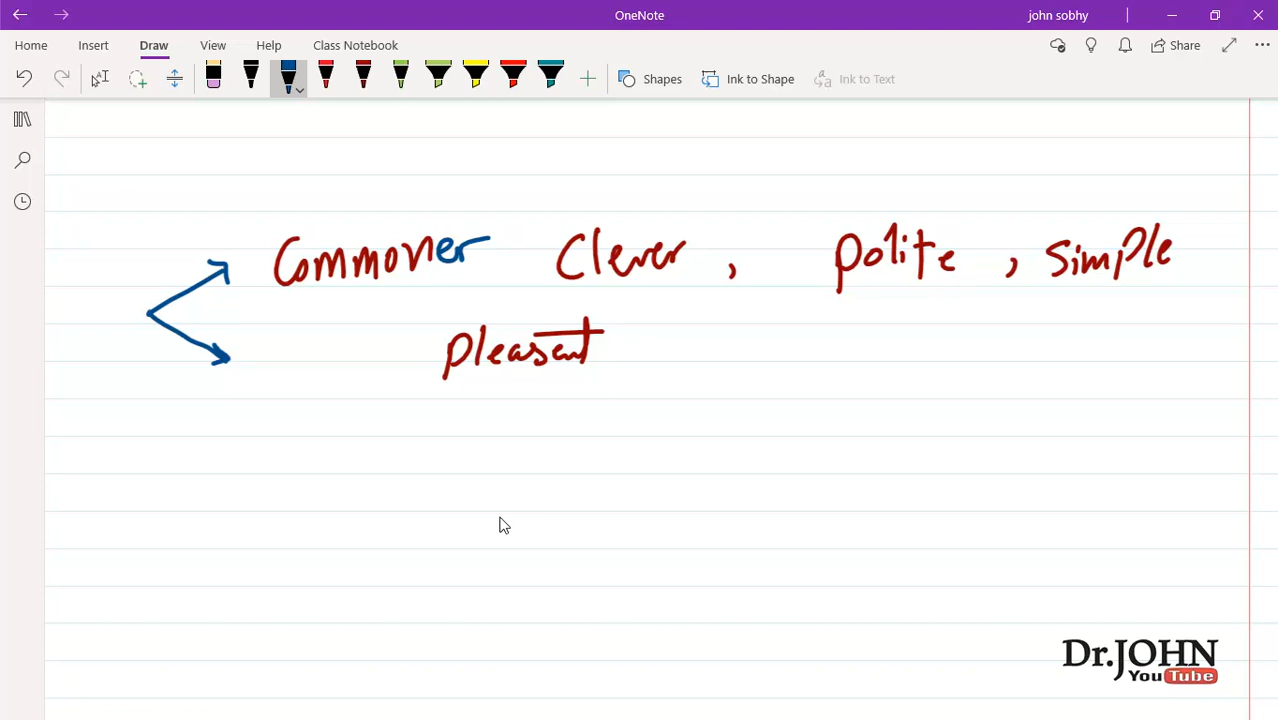 OneNote
john sobhy
Home Insert Draw View Help Class Notebook
Share
Shapes Ink to Shape Ink to Text
Commoner Clever , polite , simple
pleasent
Dr.JOHN
YouTube